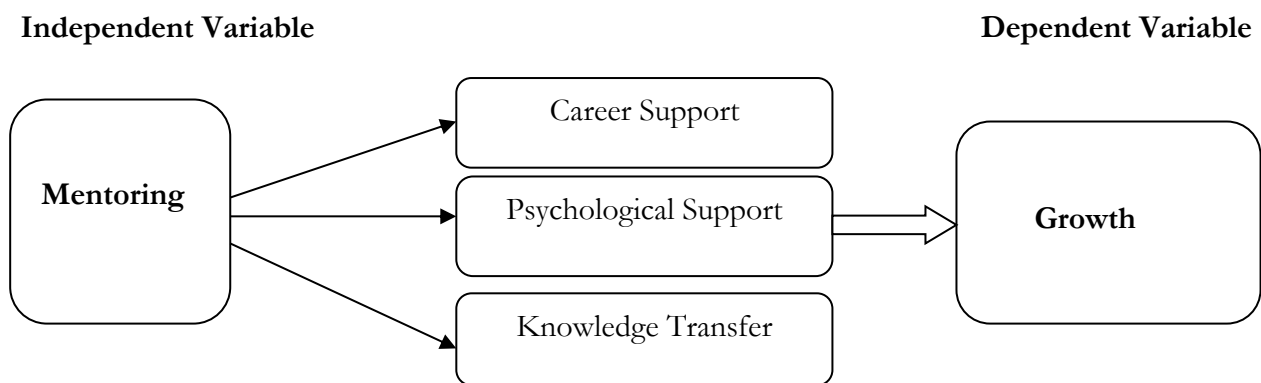 Independent Variable
Dependent Variable
Mentoring
Career Support
Psychological Support
Knowledge Transfer
Growth